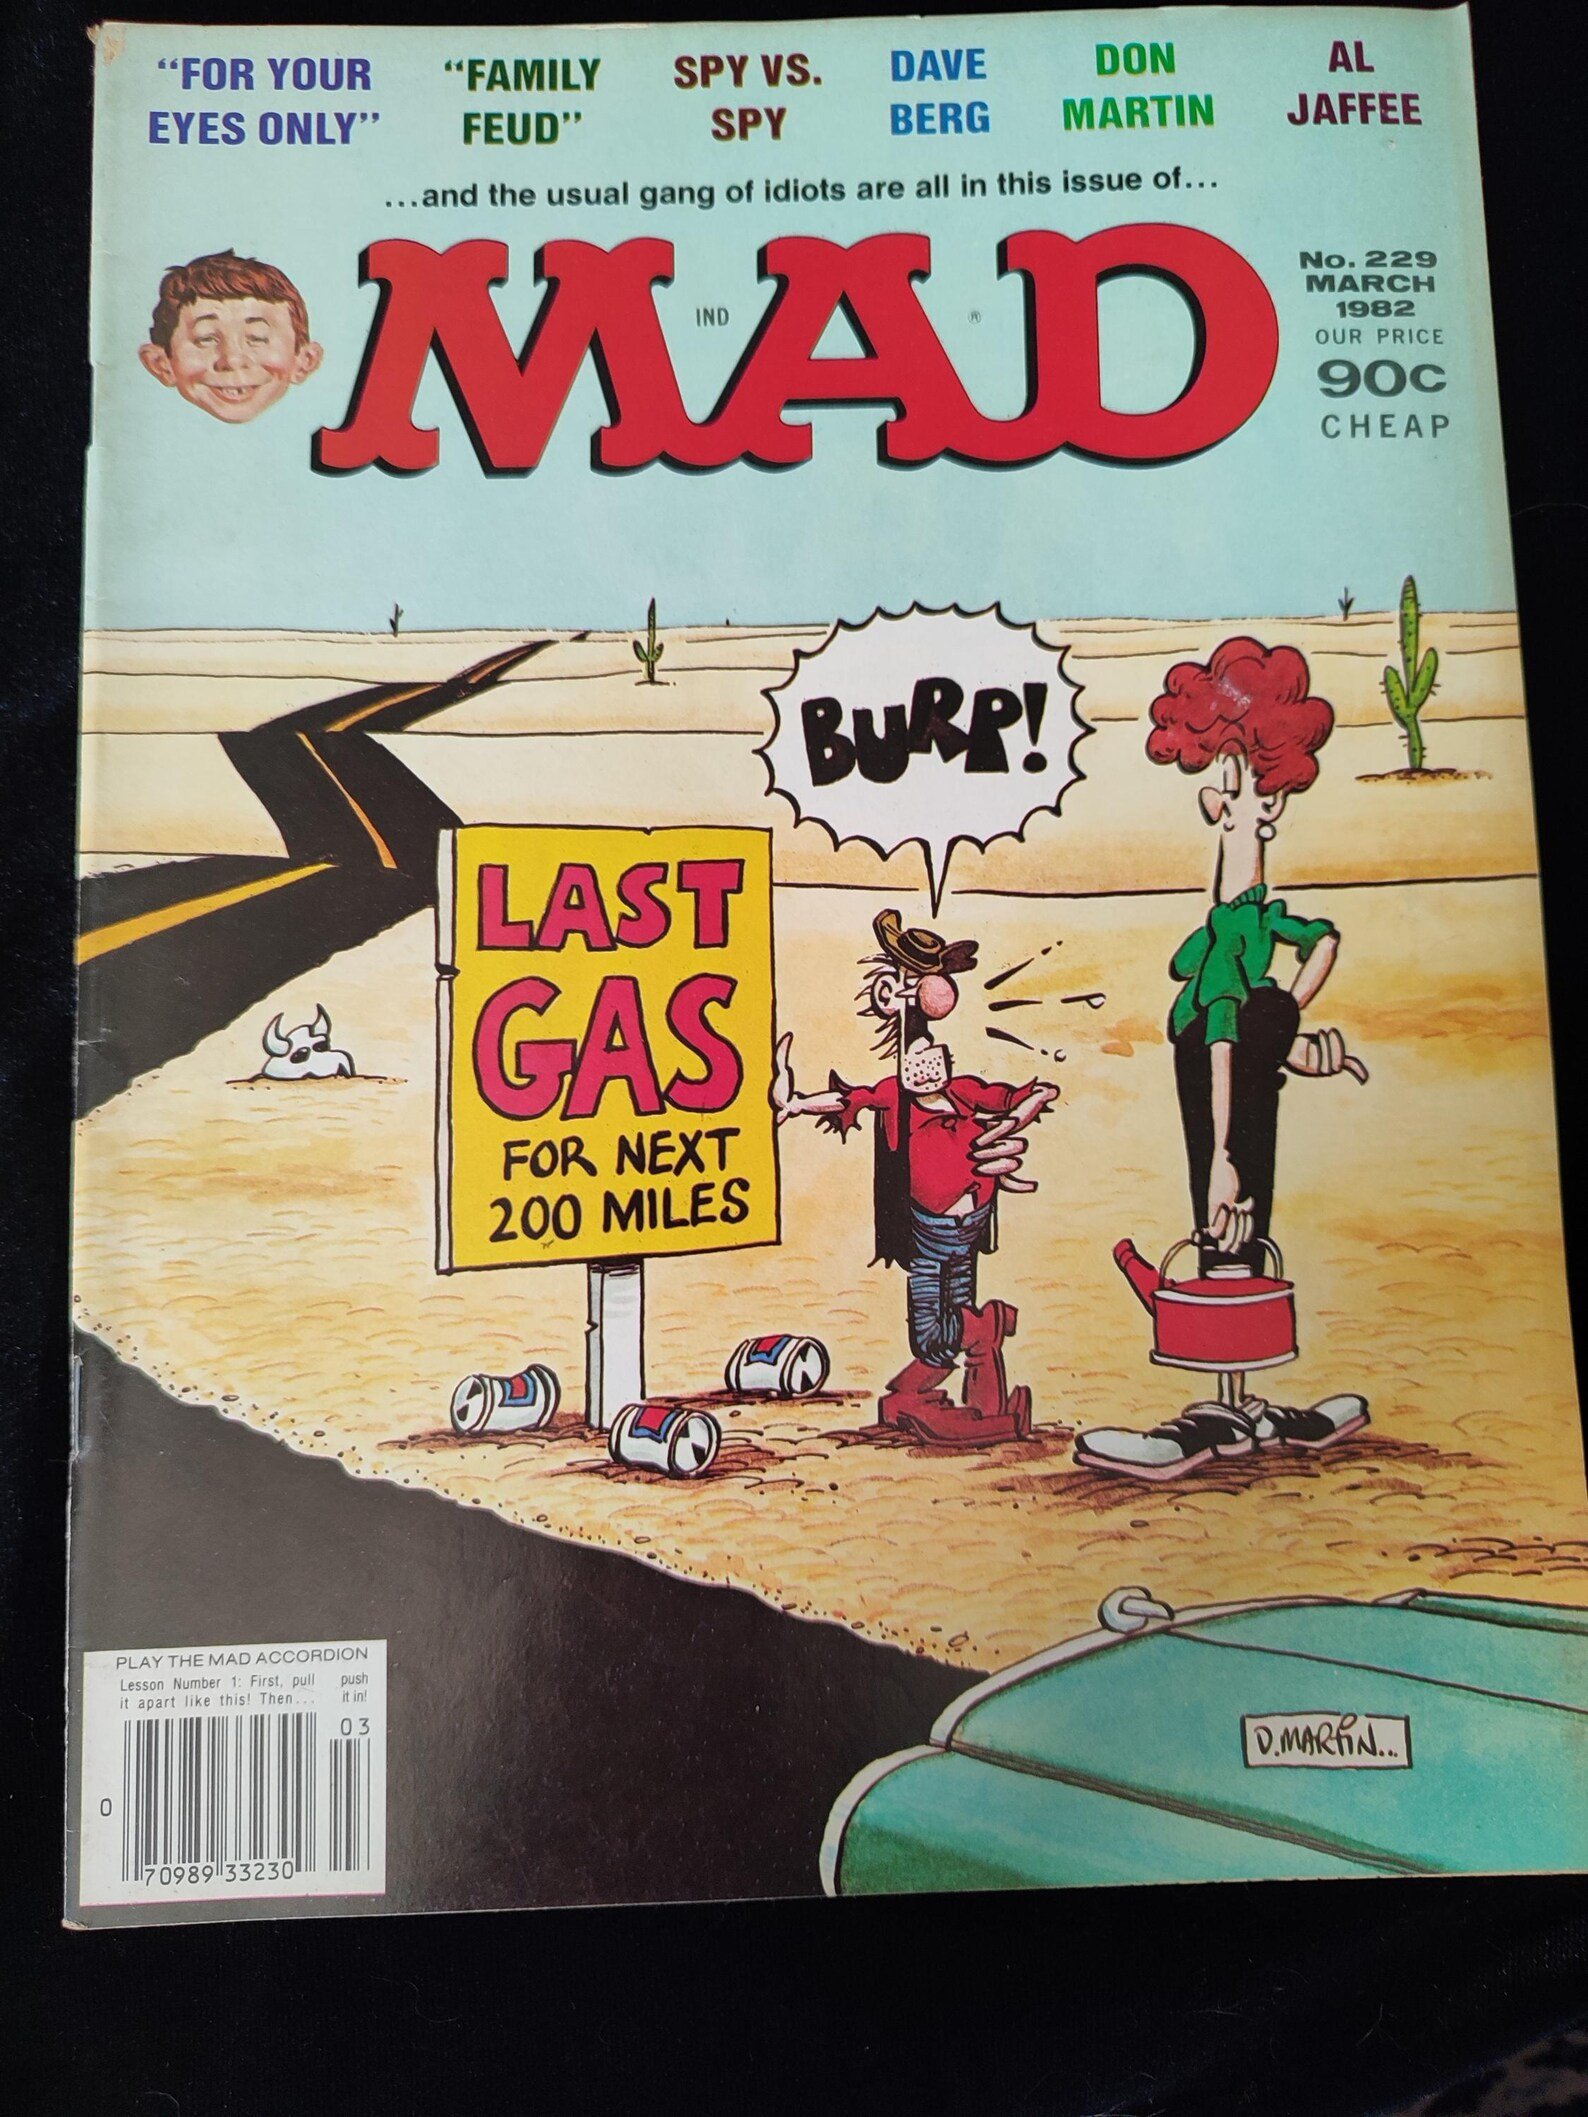 "FOR YOUR EYES ONLY"
"FAMILY FEUD"
SPY VS. SPY
DAVE BERG
DON MARTIN
AL JAFFEE
...and the usual gang of idiots are all in this issue of...
MAD
IND
®
No. 229
MARCH
1982
OUR PRICE
90C
CHEAP
BURP!
LAST
GAS
FOR NEXT
200 MILES
PLAY THE MAD ACCORDION
Lesson Number 1: First, pull
it apart like this! Then...
push
it in!
03
0
70989 33230
D. MARTIN...